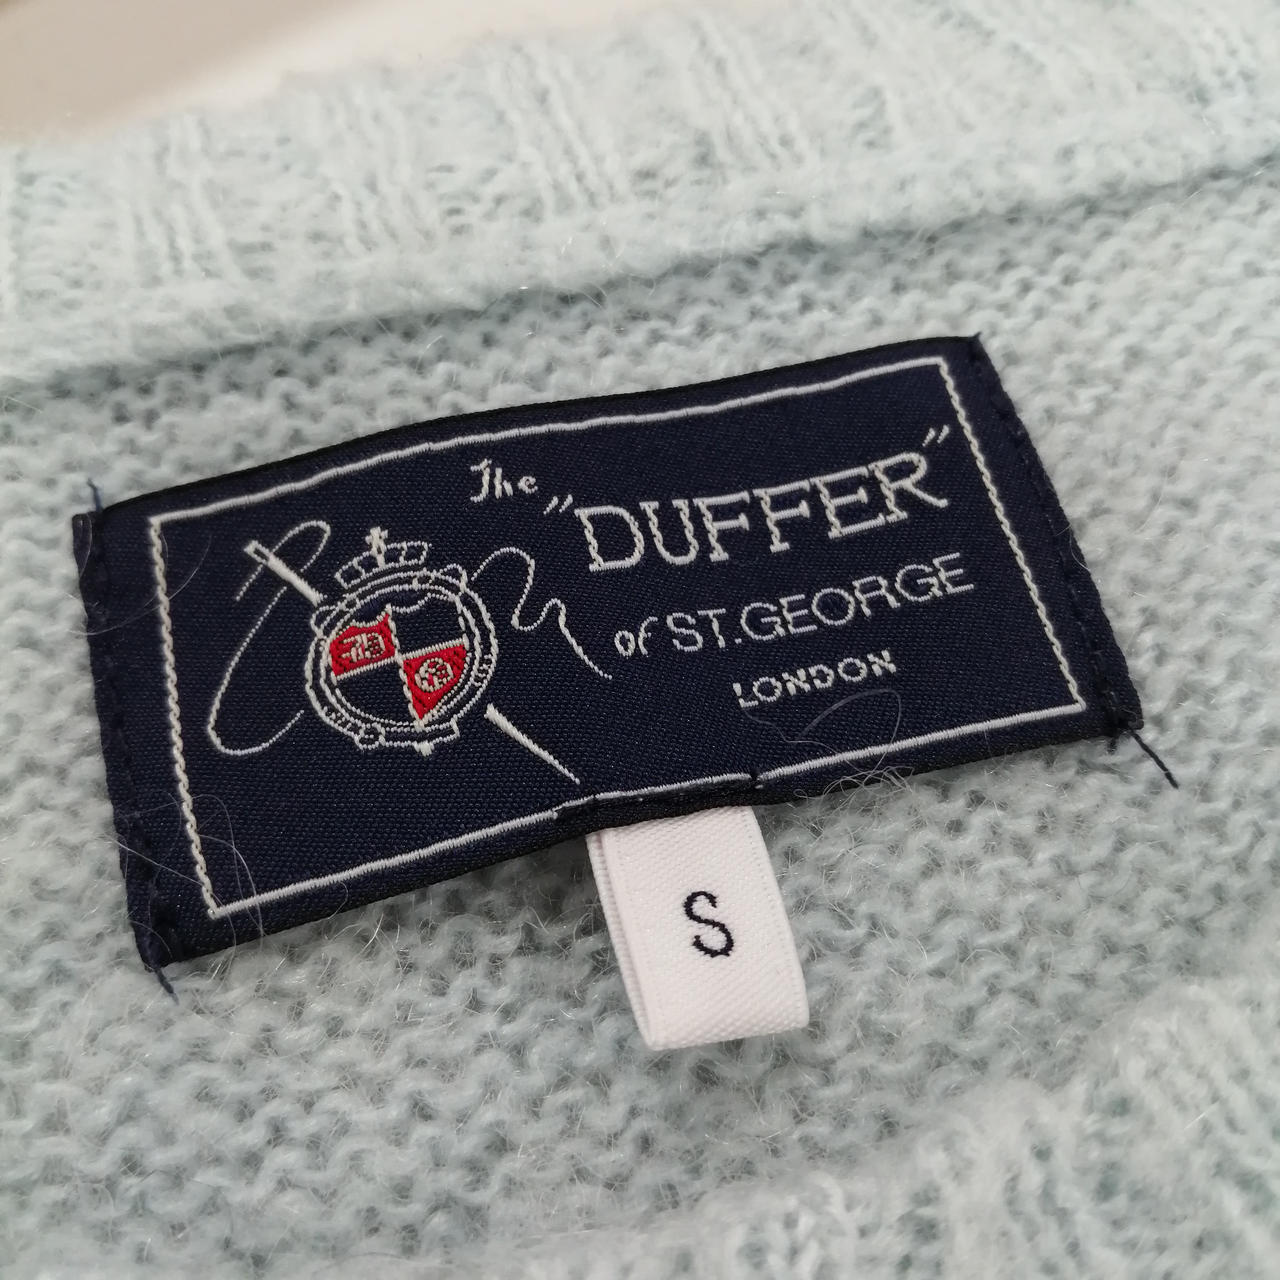 The
"DUFFER"
of ST.GEORGE
LONDON
S